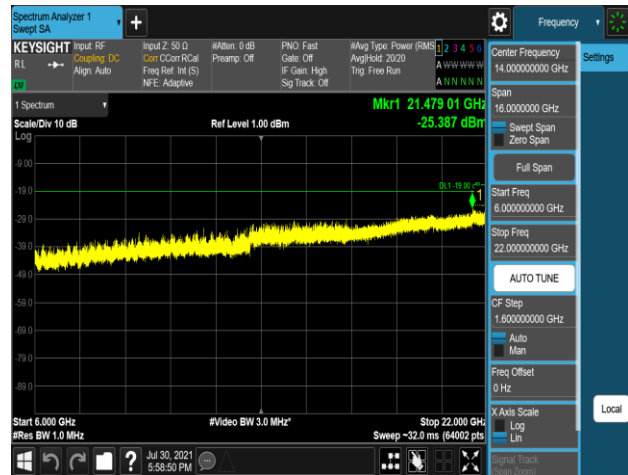 Spectrum Analyzer 1
Swept SA
Frequency
KEYSIGHT
RL
Input: RF
Coupling: DC
Align: Auto
Input Z: 50 Ω
Corr CCorr RCal
Freq Ref: Int (S)
NFE: Adaptive
#Atten: 0 dB
Preamp: Off
PNO: Fast
Gate: Off
IF Gain: High
Sig Track: Off
#Avg Type: Power (RMS
Avg|Hold: 20/20
Trig: Free Run
1 2 3 4 5 6
A W W W W W
A N N N N N
1 Spectrum
Scale/Div 10 dB
Log
Ref Level 1.00 dBm
Mkr1 21.479 01 GHz
-25.387 dBm
DL1 -19.00 dBm
1
-9.00
-19.0
-29.0
-39.0
-49.0
-59.0
-69.0
-79.0
-89.0
Start 6.000 GHz
#Res BW 1.0 MHz
#Video BW 3.0 MHz*
Stop 22.000 GHz
Sweep ~32.0 ms (64002 pts
Jul 30, 2021
5:58:50 PM
Center Frequency
14.000000000 GHz
Span
16.0000000 GHz
Swept Span
Zero Span
Full Span
Start Freq
6.000000000 GHz
Stop Freq
22.000000000 GHz
AUTO TUNE
CF Step
1.600000000 GHz
Auto
Man
Freq Offset
0 Hz
X Axis Scale
Log
Lin
Signal Track
(Span Zoom)
Settings
Local